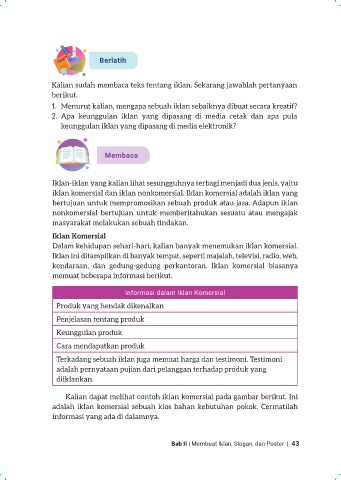 Berlatih
Kalian sudah membaca teks tentang iklan. Sekarang jawablah pertanyaan
berikut.
1. Menurut kalian, mengapa sebuah iklan sebaiknya dibuat secara kreatif?
2. Apa keunggulan iklan yang dipasang di media cetak dan apa pula
keunggulan iklan yang dipasang di media elektronik?
Membaca
Iklan-iklan yang kalian lihat sesungguhnya terbagi menjadi dua jenis, yaitu
iklan komersial dan iklan nonkomersial. Iklan komersial adalah iklan yang
bertujuan untuk mempromosikan sebuah produk atau jasa. Adapun iklan
nonkomersial bertujuan untuk memberitahukan sesuatu atau mengajak
masyarakat melakukan sebuah tindakan.
Iklan Komersial
Dalam kehidupan sehari-hari, kalian banyak menemukan iklan komersial.
Iklan ini ditampilkan di banyak tempat, seperti majalah, televisi, radio, web,
kendaraan, dan gedung-gedung perkantoran. Iklan komersial biasanya
memuat beberapa informasi berikut.
Informasi dalam Iklan Komersial
Produk yang hendak dikenalkan
Penjelasan tentang produk
Keunggulan produk
Cara mendapatkan produk
Terkadang sebuah iklan juga memuat harga dan testimoni. Testimoni
adalah pernyataan pujian dari pelanggan terhadap produk yang
diiklankan.
Kalian dapat melihat contoh iklan komersial pada gambar berikut. Ini
adalah iklan komersial sebuah kios bahan kebutuhan pokok. Cermatilah
informasi yang ada di dalamnya.
Bab II | Membuat Iklan, Slogan, dan Poster | 43